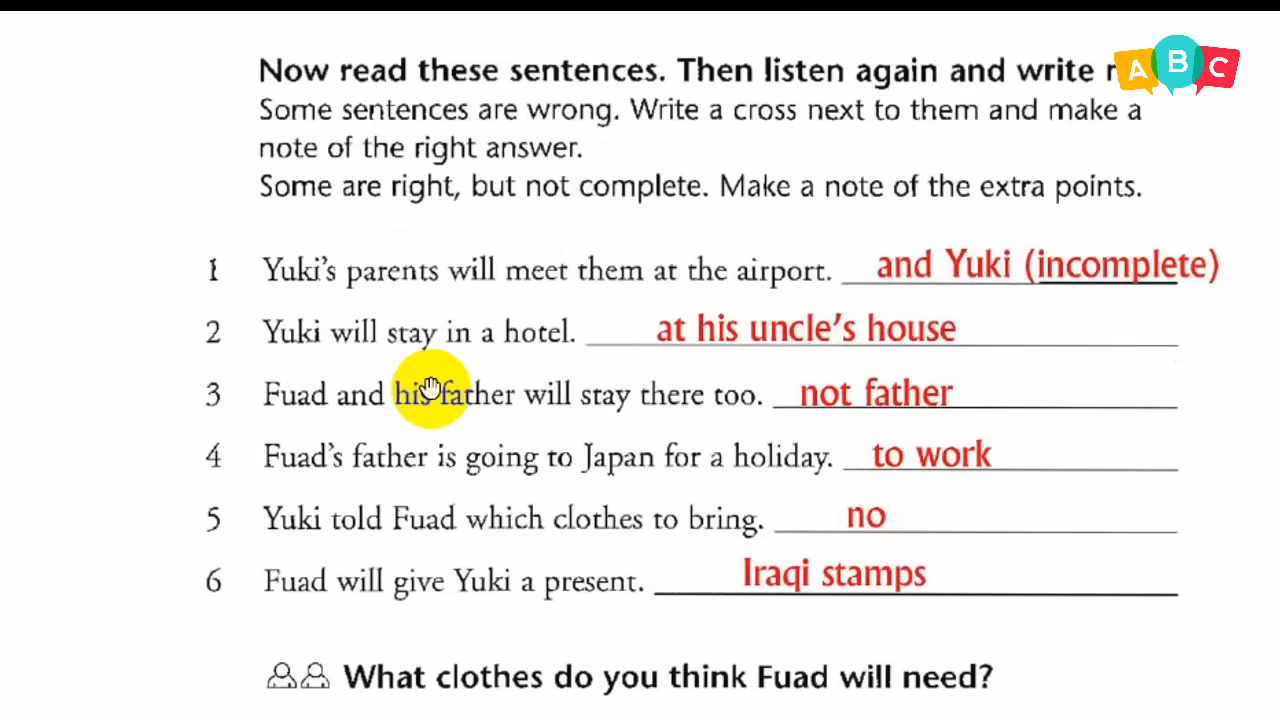 Now read these sentences. Then listen again and write
A B C
Some sentences are wrong. Write a cross next to them and make a
note of the right answer.
Some are right, but not complete. Make a note of the extra points.
1 Yuki's parents will meet them at the airport. and Yuki (incomplete)
2 Yuki will stay in a hotel. at his uncle's house
3 Fuad and his father will stay there too. not father
4 Fuad's father is going to Japan for a holiday. to work
5 Yuki told Fuad which clothes to bring. no
6 Fuad will give Yuki a present. Iraqi stamps
What clothes do you think Fuad will need?